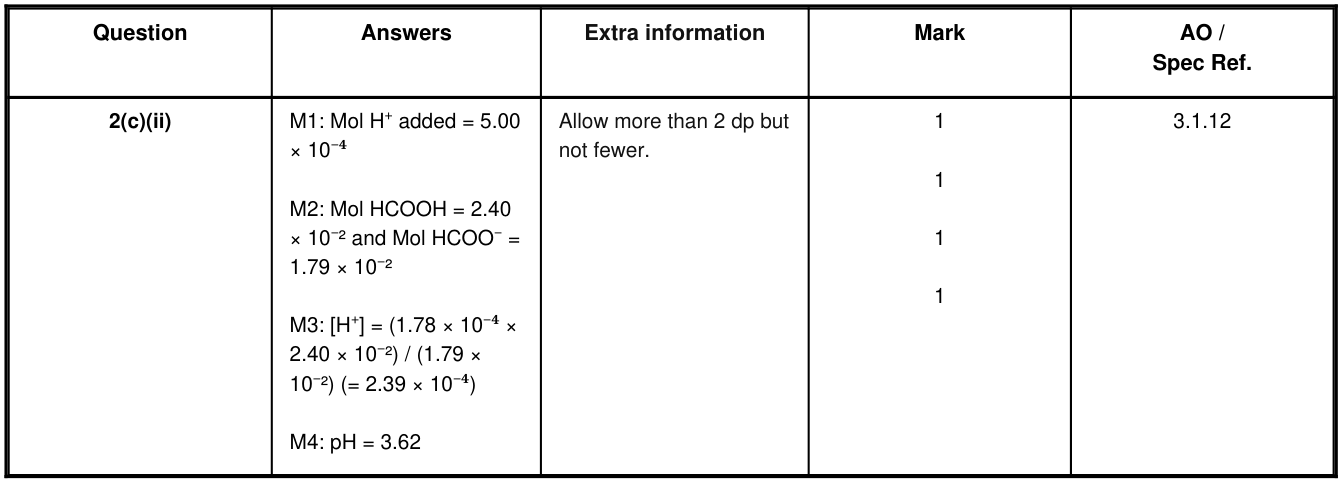 Question Answers Extra information Mark AO /
Spec Ref.
2(c)(ii) M1: Mol H⁺ added = 5.00 Allow more than 2 dp but 1 3.1.12
× 10⁻⁴ not fewer.
1
M2: Mol HCOOH = 2.40
× 10⁻² and Mol HCOO⁻ = 1
1.79 × 10⁻²
1
M3: [H⁺] = (1.78 × 10⁻⁴ ×
2.40 × 10⁻²) / (1.79 ×
10⁻²) (= 2.39 × 10⁻⁴)
M4: pH = 3.62